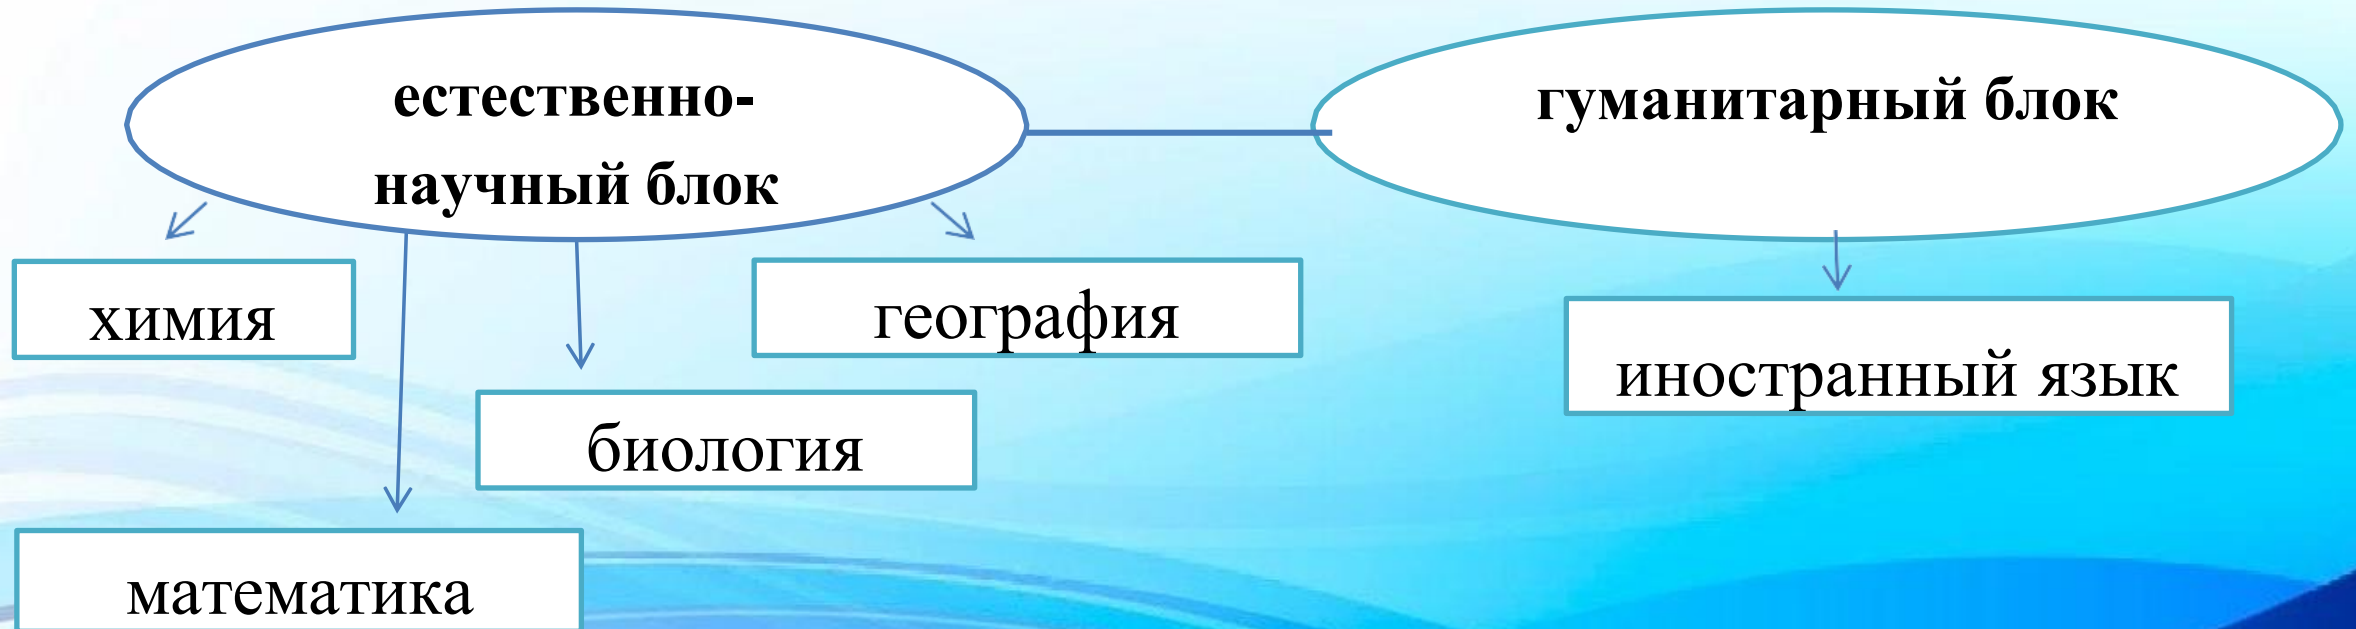 естественно-
научный блок
гуманитарный блок
химия
география
иностранный язык
биология
математика